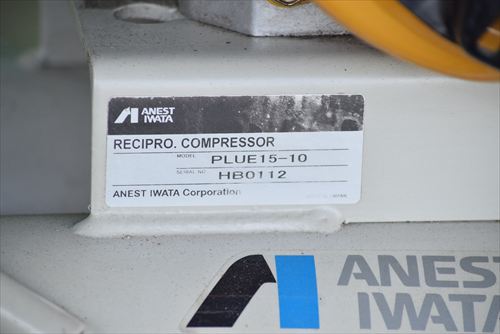 ANEST
IWATA
RECIPRO. COMPRESSOR
MODEL PLUE15-10
SERIAL NO HB0112
ANEST IWATA Corporation
ANEST
IWATA